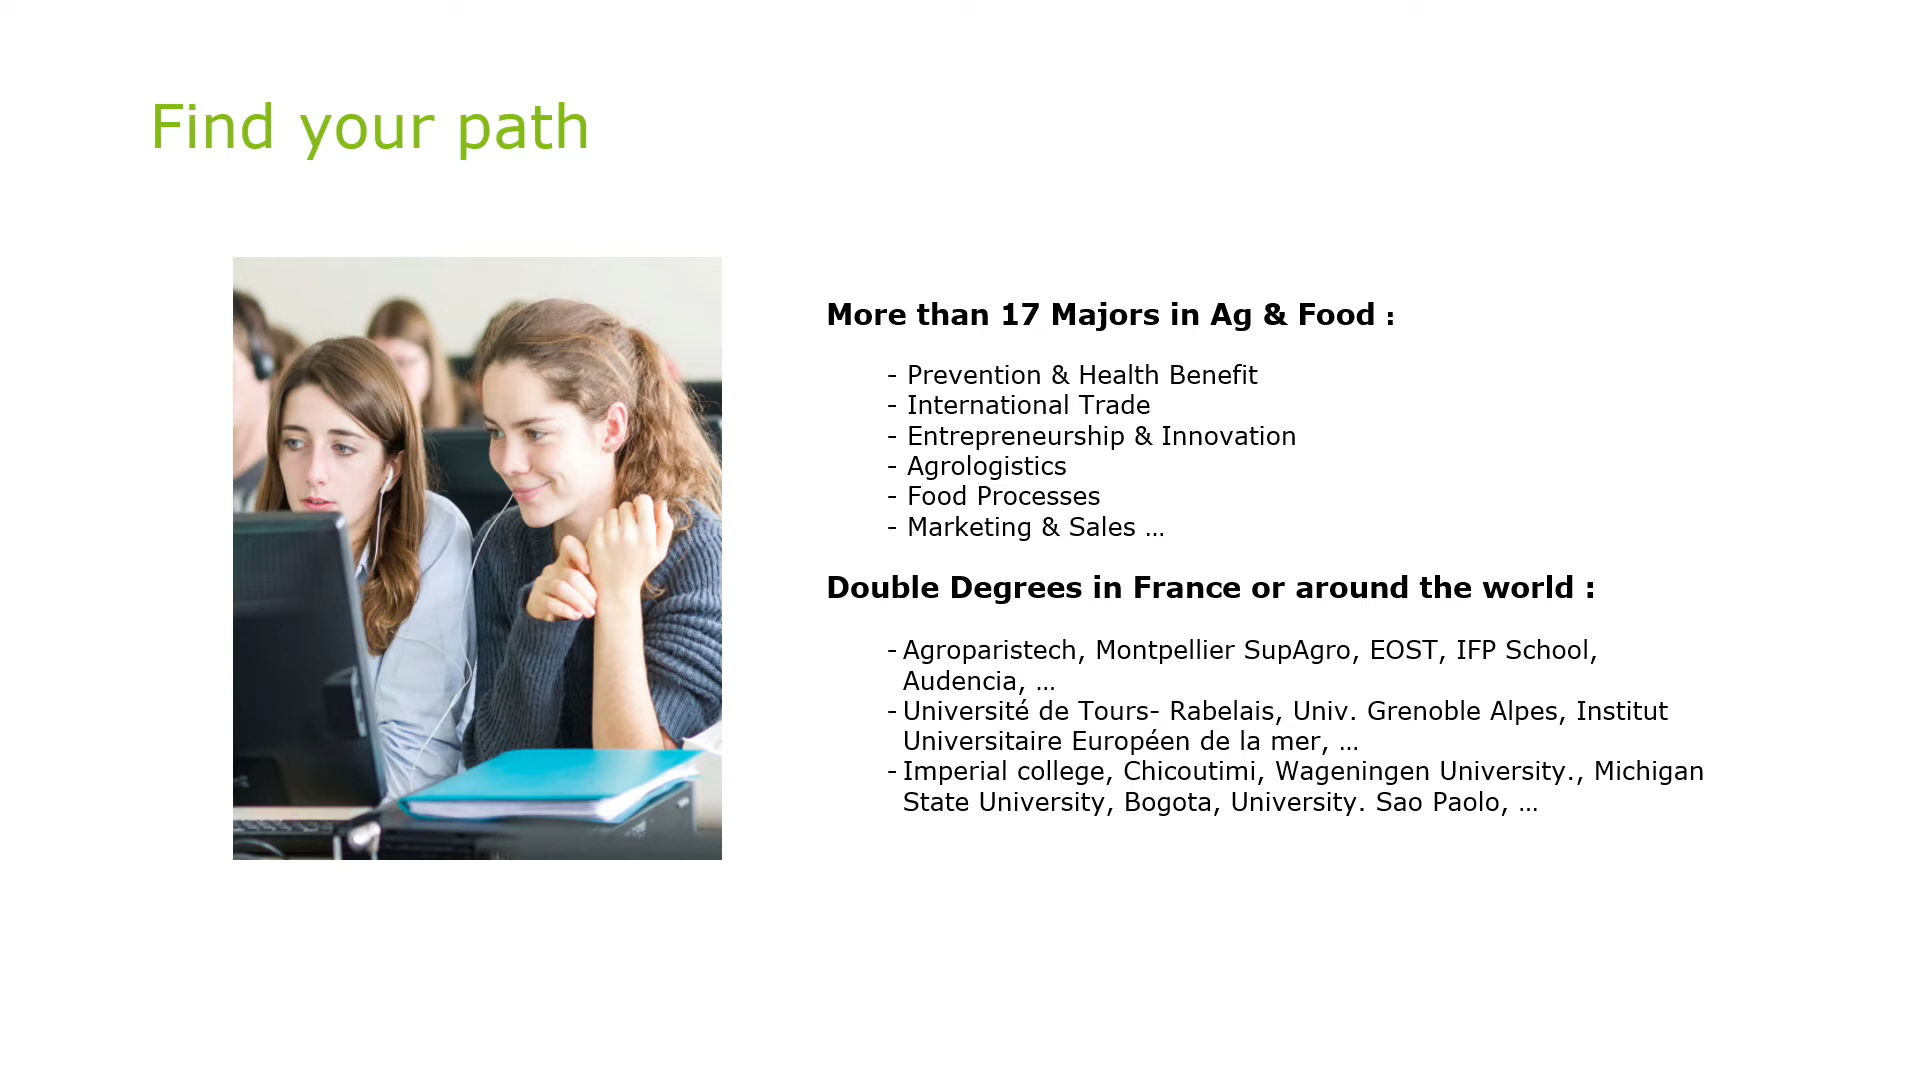 Find your path
More than 17 Majors in Ag & Food :
- Prevention & Health Benefit
- International Trade
- Entrepreneurship & Innovation
- Agrologistics
- Food Processes
- Marketing & Sales …
Double Degrees in France or around the world :
- Agroparistech, Montpellier SupAgro, EOST, IFP School,
Audencia, …
- Université de Tours- Rabelais, Univ. Grenoble Alpes, Institut
Universitaire Européen de la mer, …
- Imperial college, Chicoutimi, Wageningen University., Michigan
State University, Bogota, University. Sao Paolo, …